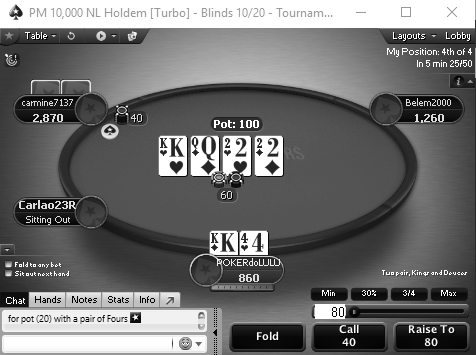 PM 10,000 NL Holdem [Turbo] - Blinds 10/20 - Tournam...
Table
Layouts
Lobby
My Position: 4th of 4
In 5 min 25/50
carmine7137
2,870
40
Belem2000
1,260
Pot: 100
K Q 2 2
60
Carlao23R
Sitting Out
K 4
POKERdoLULU
860
Fold to any bet
Sit out next hand
Two pair, Kings and Deuces
Chat Hands Notes Stats Info
Min 30% 3/4 Max
80
for pot (20) with a pair of Fours
Fold
Call
40
Raise To
80